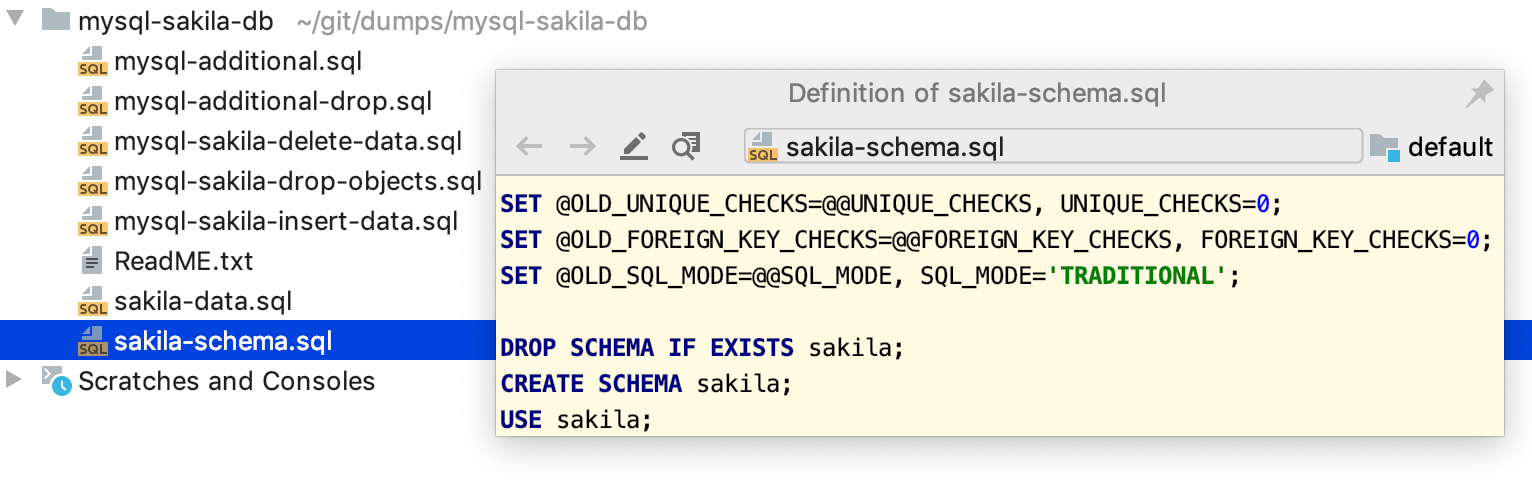 mysql-sakila-db ~/git/dumps/mysql-sakila-db
SQL mysql-additional.sql
SQL mysql-additional-drop.sql
SQL mysql-sakila-delete-data.sql
SQL mysql-sakila-drop-objects.sql
SQL mysql-sakila-insert-data.sql
ReadME.txt
SQL sakila-data.sql
SQL sakila-schema.sql
Scratches and Consoles
Definition of sakila-schema.sql
SQL sakila-schema.sql default
SET @OLD_UNIQUE_CHECKS=@@UNIQUE_CHECKS, UNIQUE_CHECKS=0;
SET @OLD_FOREIGN_KEY_CHECKS=@@FOREIGN_KEY_CHECKS, FOREIGN_KEY_CHECKS=0;
SET @OLD_SQL_MODE=@@SQL_MODE, SQL_MODE='TRADITIONAL';
DROP SCHEMA IF EXISTS sakila;
CREATE SCHEMA sakila;
USE sakila;